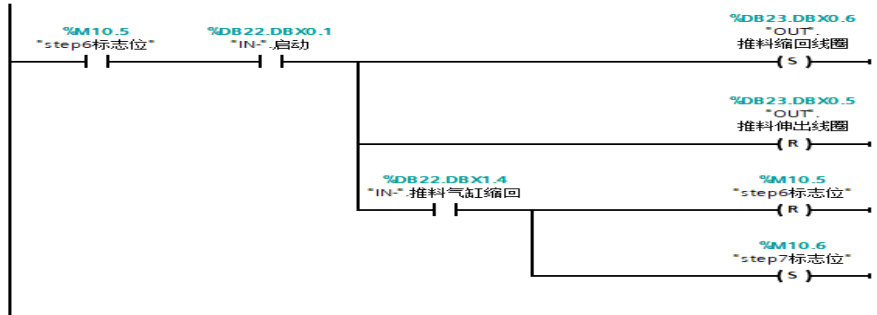 %M10.5
"step6标志位"
%DB22.DBX0.1
"IN-".启动
%DB23.DBX0.6
"OUT".
推料缩回线圈
S
%DB23.DBX0.5
"OUT".
推料伸出线圈
R
%DB22.DBX1.4
"IN-".推料气缸缩回
%M10.5
"step6标志位"
R
%M10.6
"step7标志位"
S